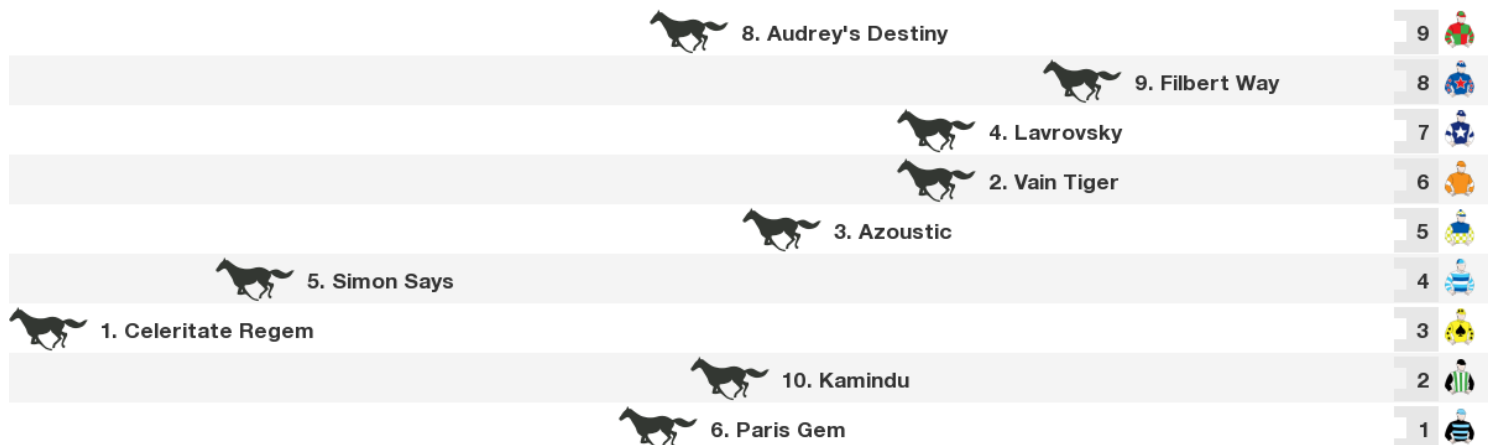 8. Audrey's Destiny 9
9. Filbert Way 8
4. Lavrovsky 7
2. Vain Tiger 6
3. Azoustic 5
5. Simon Says 4
1. Celeritate Regem 3
10. Kamindu 2
6. Paris Gem 1